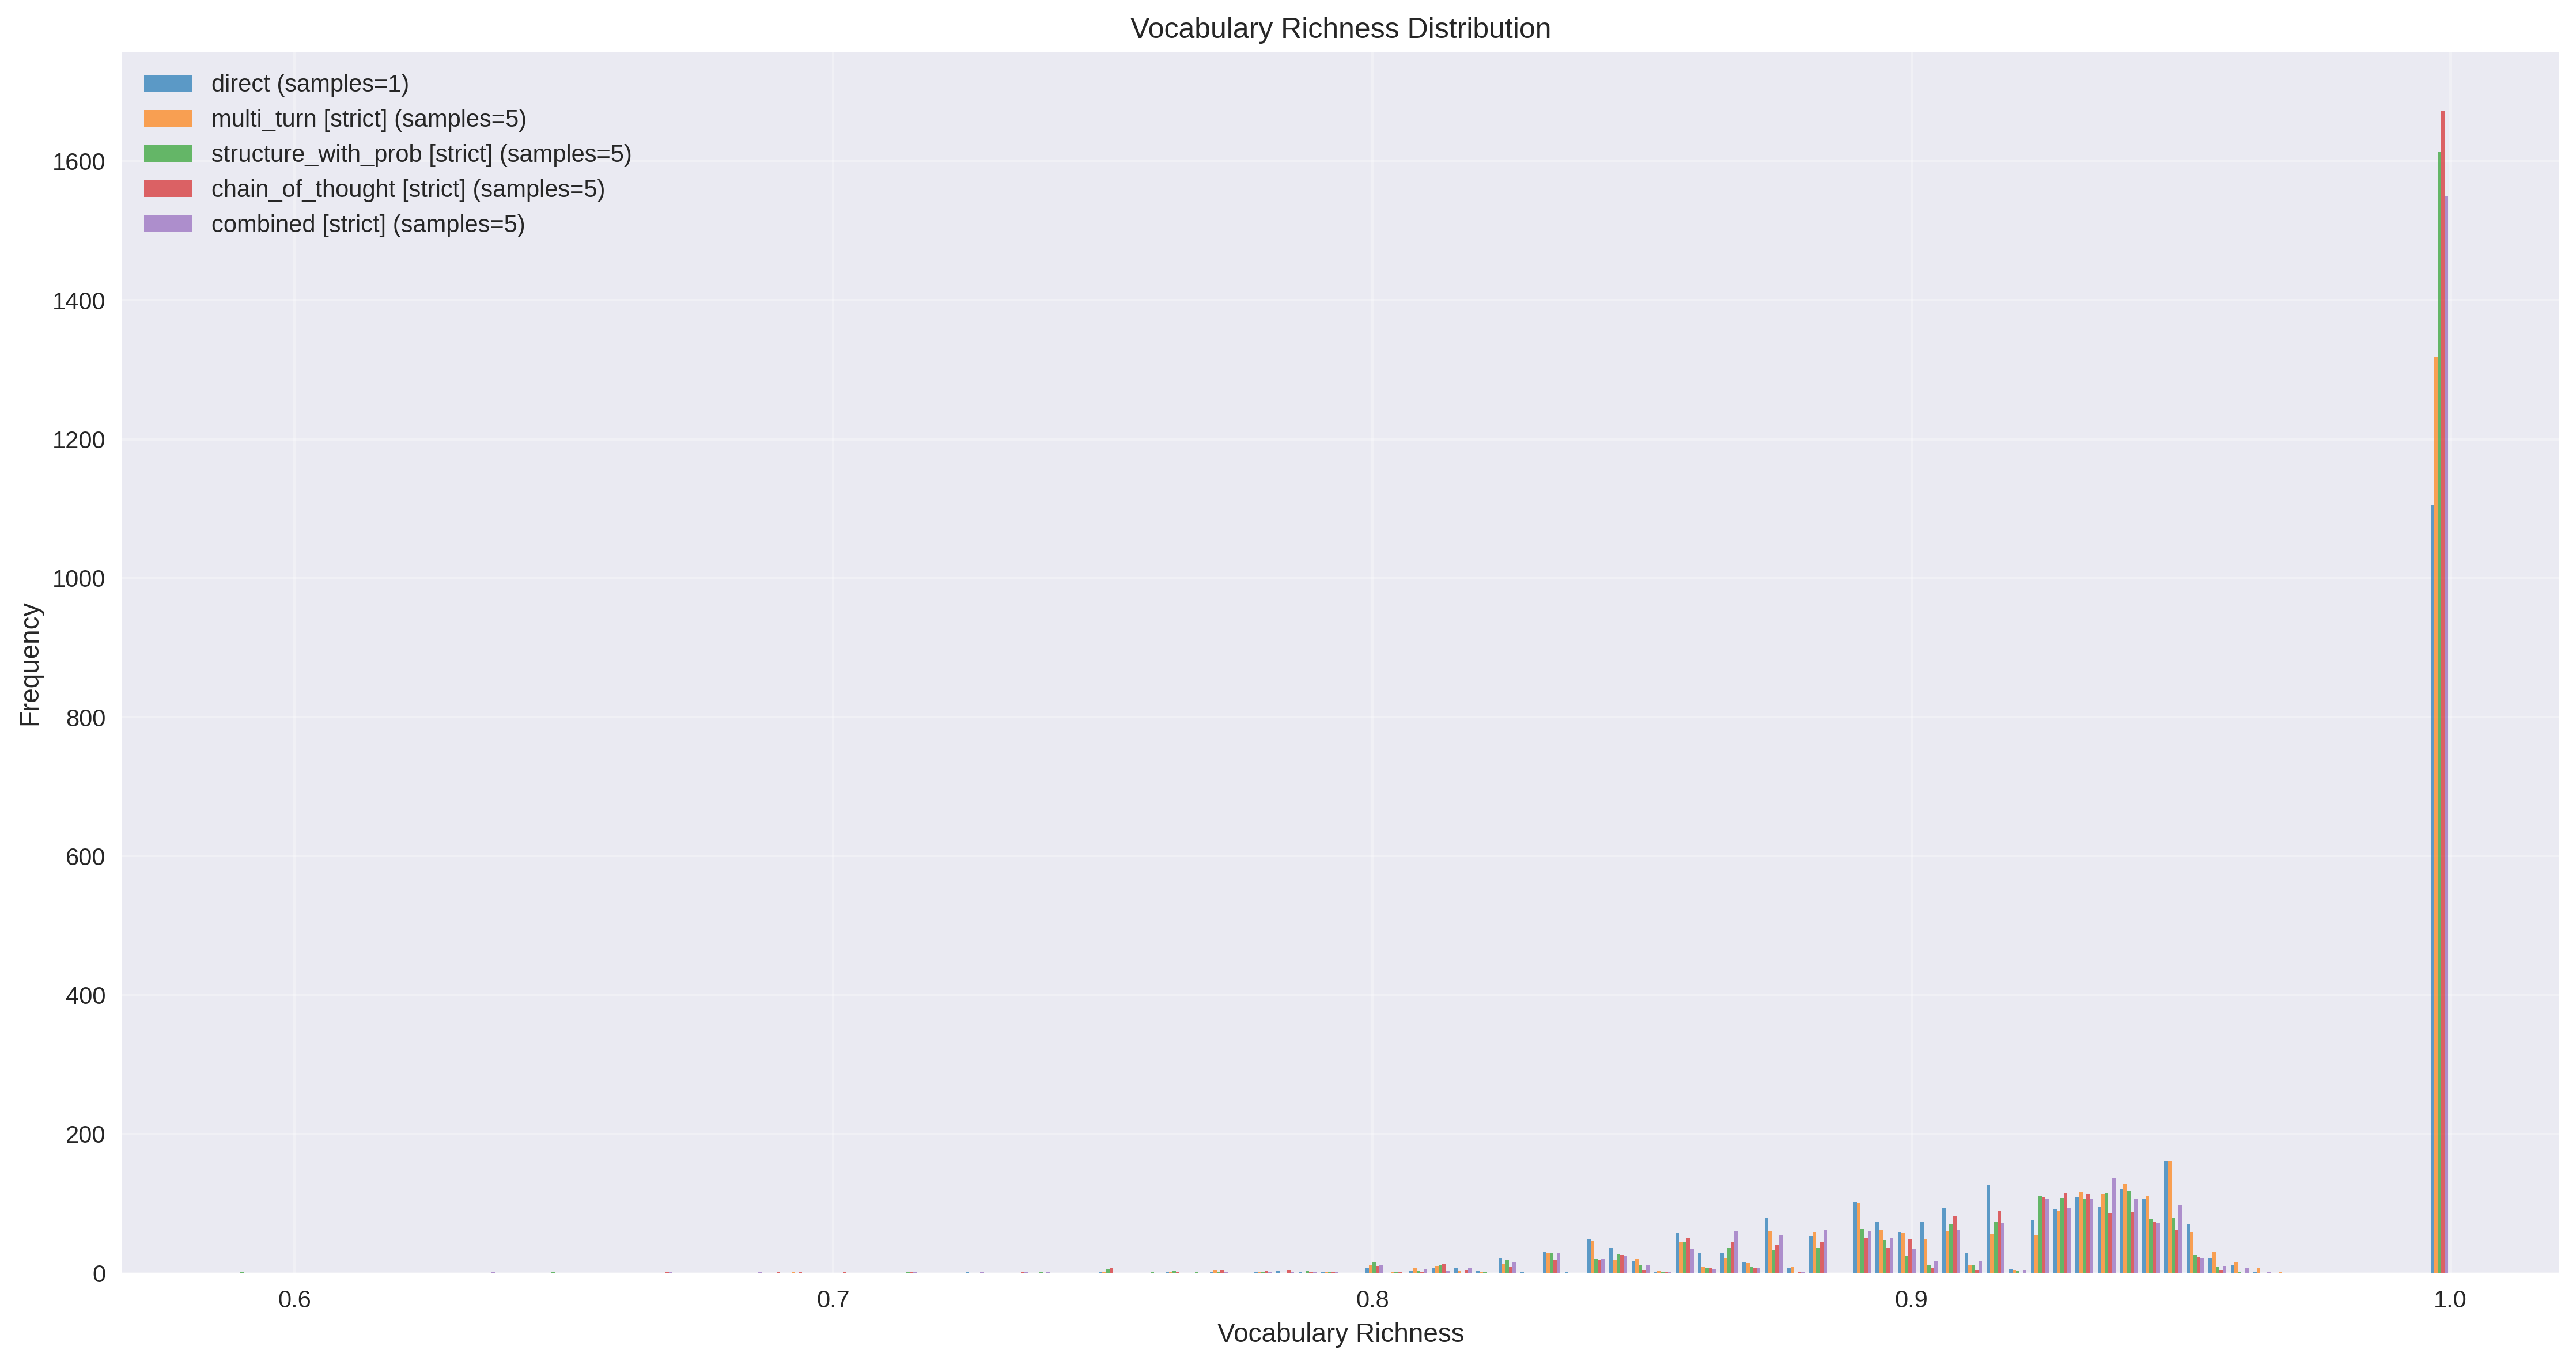 Vocabulary Richness Distribution
direct (samples=1)
multi_turn [strict] (samples=5)
structure_with_prob [strict] (samples=5)
chain_of_thought [strict] (samples=5)
combined [strict] (samples=5)
1600
1400
1200
1000
800
600
400
200
0
Frequency
0.6 0.7 0.8 0.9 1.0
Vocabulary Richness